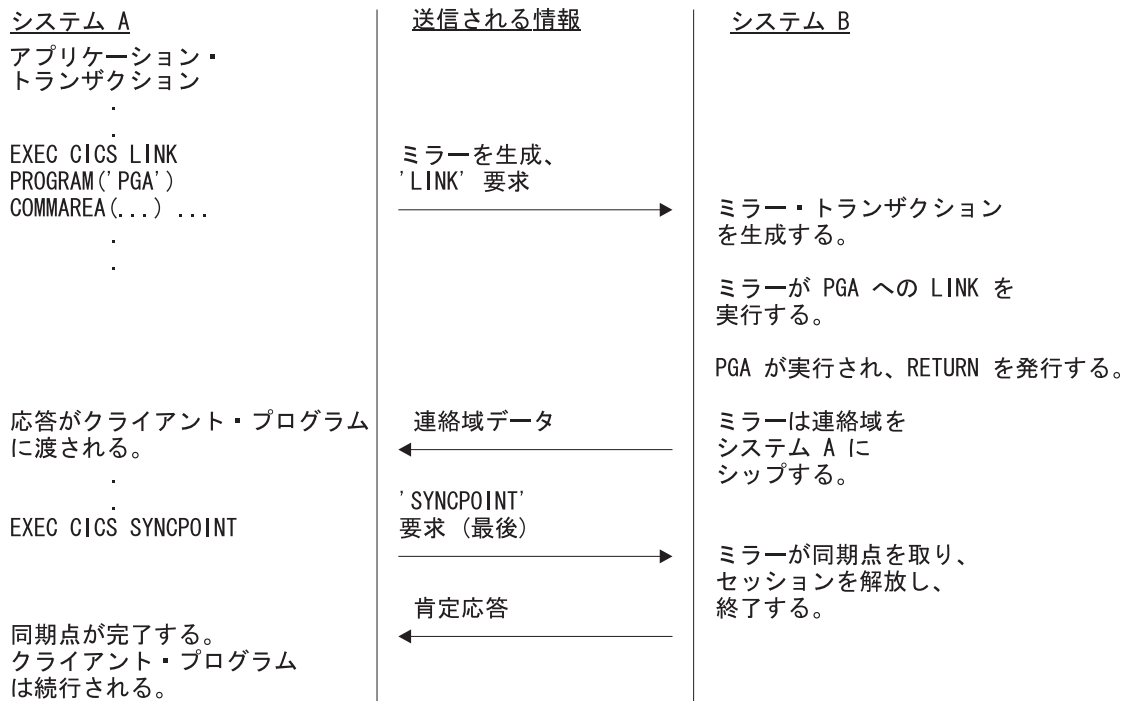 システム A
送信される情報
システム B
アプリケーション・
トランザクション
.
.
EXEC CICS LINK
PROGRAM('PGA')
COMMAREA(...) ...
.
.
ミラーを生成、
'LINK' 要求
ミラー・トランザクション
を生成する。
ミラーが PGA への LINK を
実行する。
PGA が実行され、RETURN を発行する。
応答がクライアント・プログラム
に渡される。
.
.
連絡域データ
ミラーは連絡域を
システム A に
シップする。
EXEC CICS SYNCPOINT
'SYNCPOINT'
要求 (最後)
ミラーが同期点を取り、
セッションを解放し、
終了する。
肯定応答
同期点が完了する。
クライアント・プログラム
は続行される。